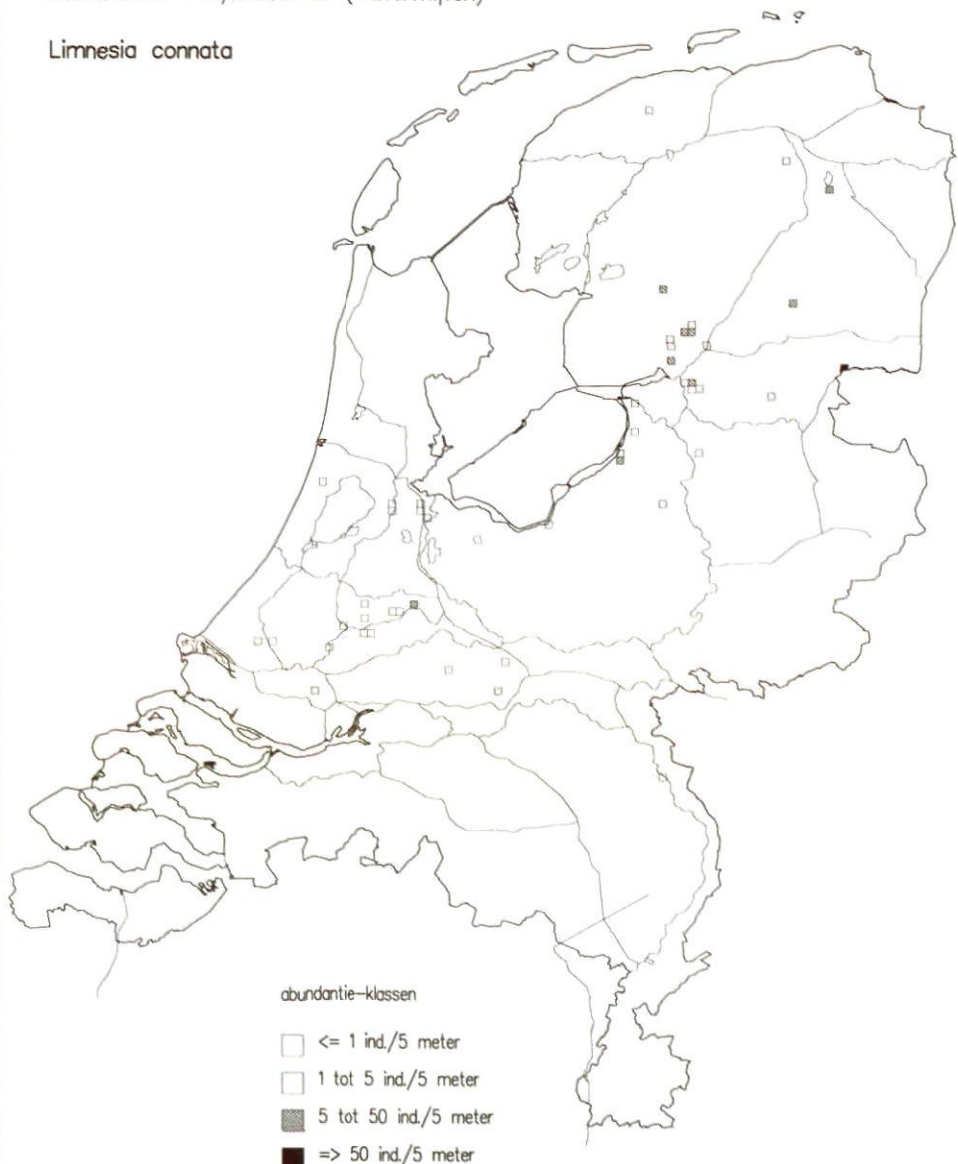 Limnesia connata
abundantie-klassen
<= 1 ind./5 meter
1 tot 5 ind./5 meter
5 tot 50 ind./5 meter
=> 50 ind./5 meter